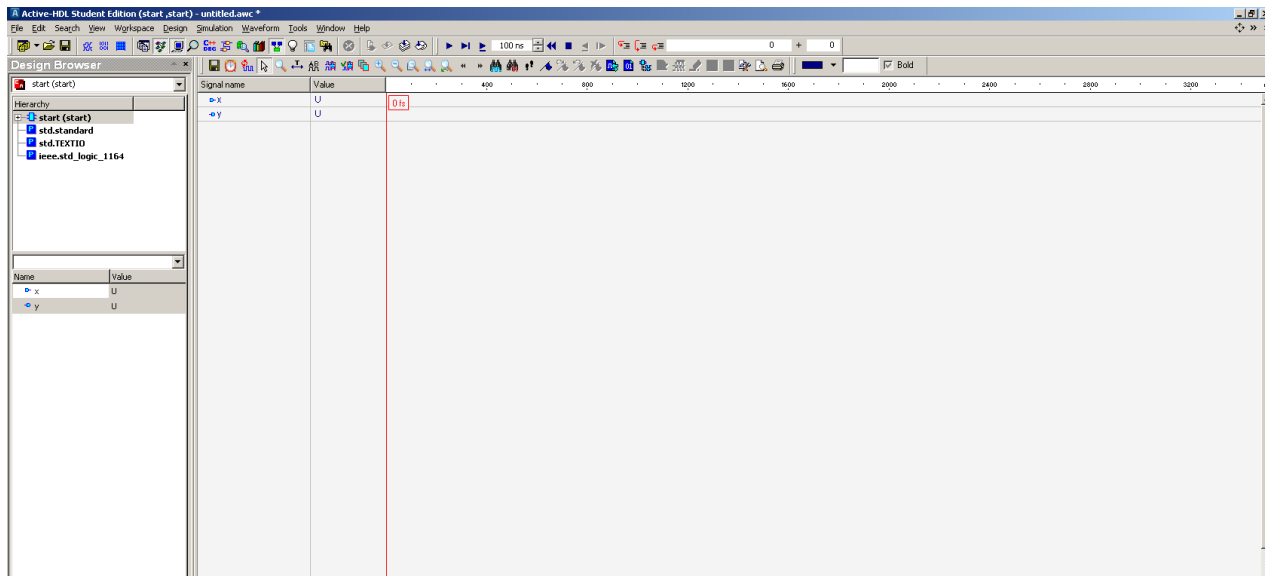 Active-HDL Student Edition (start ,start) - untitled.awc *
File Edit Search View Workspace Design Simulation Waveform Tools Window Help
100 ns 0 + 0
Design Browser
Bold
start (start)
Signal name Value 400 800 1200 1600 2000 2400 2800 3200
Hierarchy
x U
0 fs
start (start)
y U
std.standard
std.TEXTIO
ieee.std_logic_1164
Name Value
x U
y U